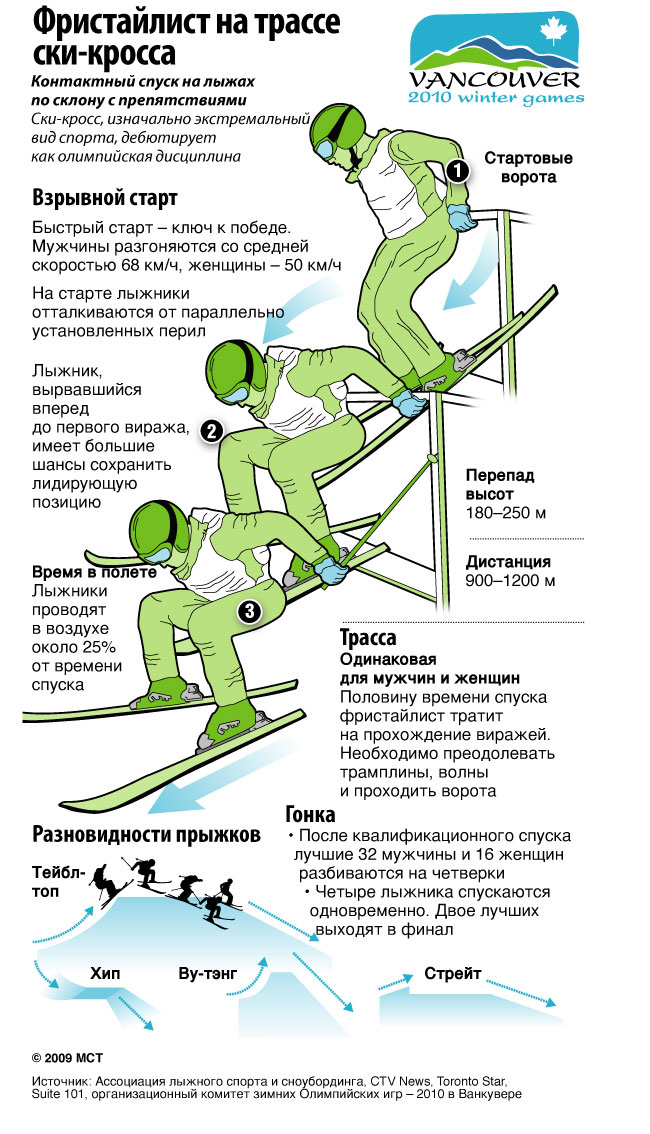 Фристайлист на трассе
ски-кросса
Контактный спуск на лыжах
по склону с препятствиями
Ски-кросс, изначально экстремальный
вид спорта, дебютирует
как олимпийская дисциплина
VANCOUVER
2010 winter games
1
Стартовые
ворота
Взрывной старт
Быстрый старт – ключ к победе.
Мужчины разгоняются со средней
скоростью 68 км/ч, женщины – 50 км/ч
На старте лыжники
отталкиваются от параллельно
установленных перил
Лыжник,
вырвавшийся
вперед
до первого виража,
имеет большие
шансы сохранить
лидирующую
позицию
2
Перепад
высот
180–250 м
Дистанция
900–1200 м
Время в полете
Лыжники
проводят
в воздухе
около 25%
от времени
спуска
3
Трасса
Одинаковая
для мужчин и женщин
Половину времени спуска
фристайлист тратит
на прохождение виражей.
Необходимо преодолевать
трамплины, волны
и проходить ворота
Гонка
• После квалификационного спуска
лучшие 32 мужчины и 16 женщин
разбиваются на четверки
• Четыре лыжника спускаются
одновременно. Двое лучших
выходят в финал
Разновидности прыжков
Тейбл-
топ
Хип
Ву-тэнг
Стрейт
© 2009 MCT
Источник: Ассоциация лыжного спорта и сноубординга, CTV News, Toronto Star,
Suite 101, организационный комитет зимних Олимпийских игр – 2010 в Ванкувере